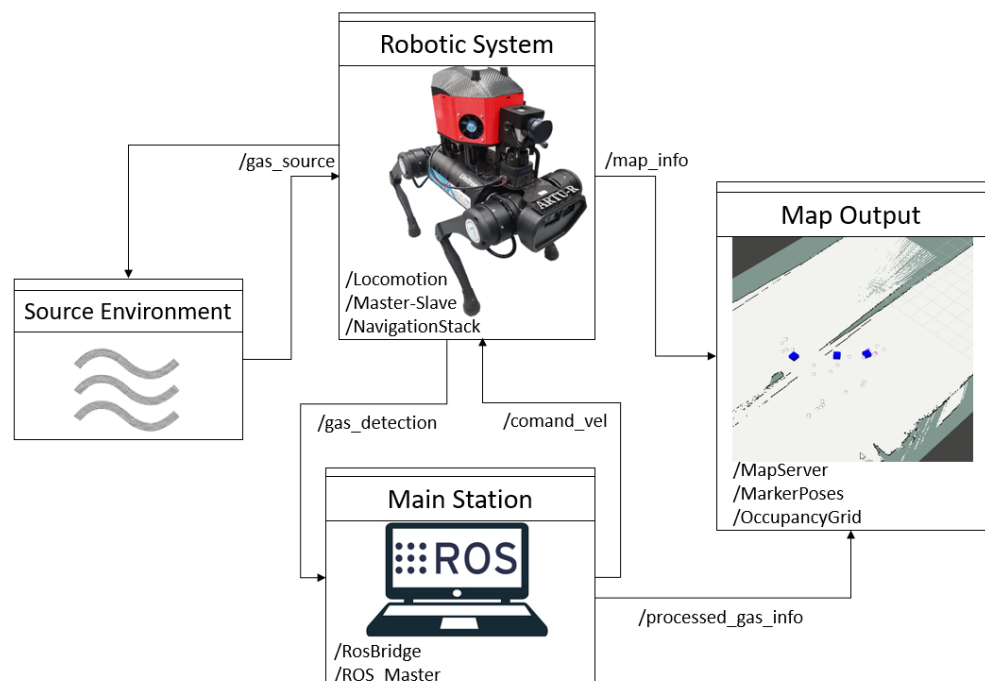 Robotic System
ARTU-R
/Locomotion
/Master-Slave
/NavigationStack
/gas_source
/map_info
Source Environment
Map Output
/MapServer
/MarkerPoses
/OccupancyGrid
/gas_detection
/comand_vel
Main Station
ROS
/RosBridge
/ROS_Master
/processed_gas_info